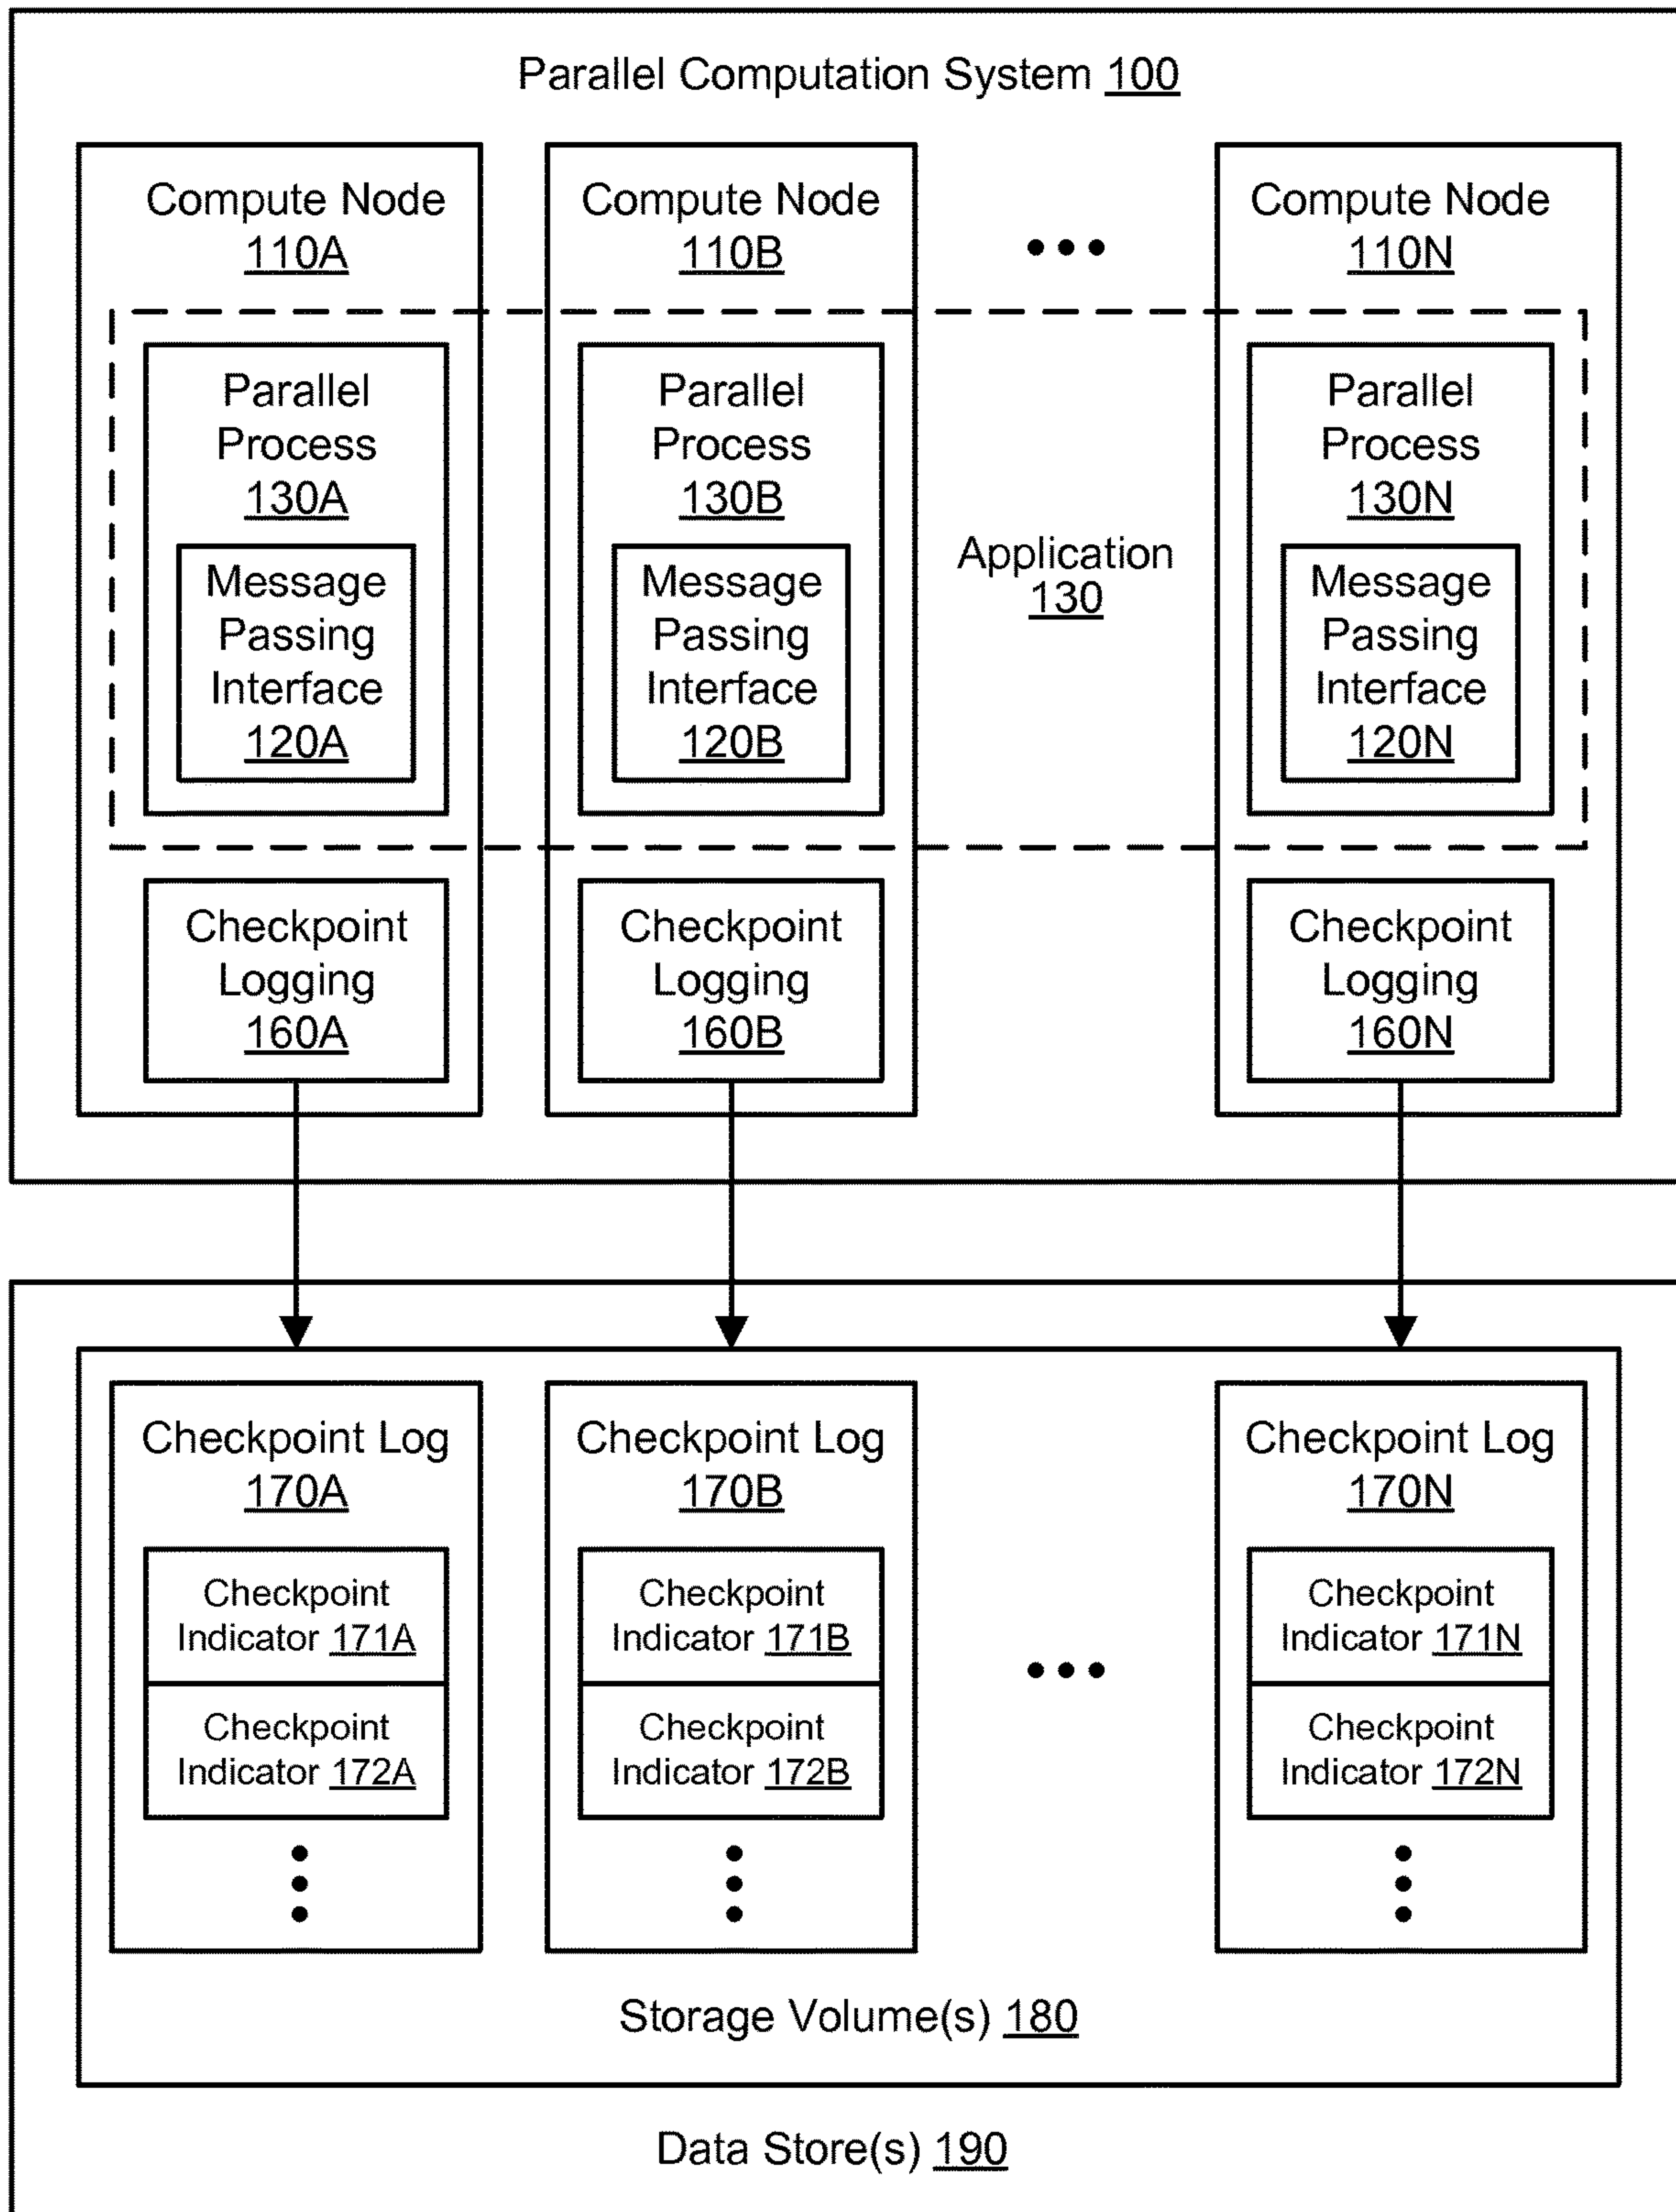 Parallel Computation System 100
Compute Node
110A
Compute Node
110B
Compute Node
110N
Parallel
Process
130A
Message
Passing
Interface
120A
Parallel
Process
130B
Message
Passing
Interface
120B
Application
130
Parallel
Process
130N
Message
Passing
Interface
120N
Checkpoint
Logging
160A
Checkpoint
Logging
160B
Checkpoint
Logging
160N
Checkpoint Log
170A
Checkpoint
Indicator 171A
Checkpoint
Indicator 172A
Checkpoint Log
170B
Checkpoint
Indicator 171B
Checkpoint
Indicator 172B
Checkpoint Log
170N
Checkpoint
Indicator 171N
Checkpoint
Indicator 172N
Storage Volume(s) 180
Data Store(s) 190